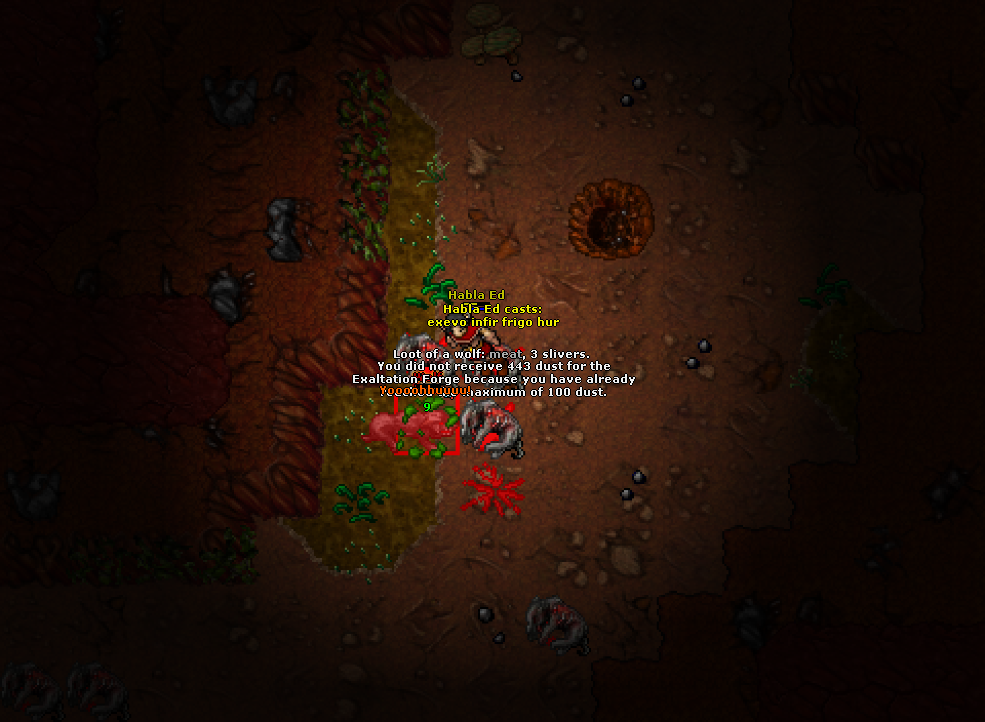 Habla Ed
Habla Ed casts:
exevo infir frigo hur
Loot of a wolf: meat, 3 slivers.
You did not receive 443 dust for the
Exaltation Forge because you have already
maximum of 100 dust.
9